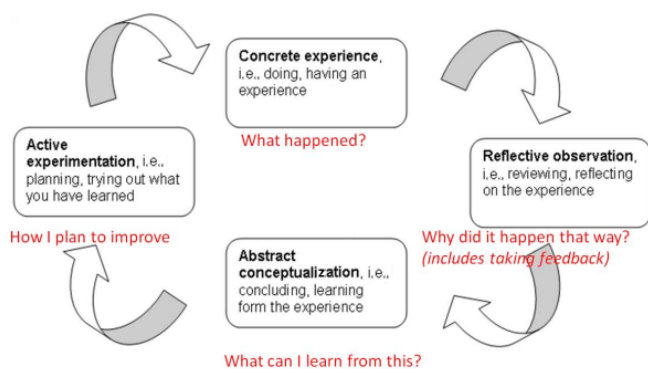 Concrete experience,
i.e., doing, having an
experience
What happened?
Reflective observation,
i.e., reviewing, reflecting
on the experience
Why did it happen that way?
(includes taking feedback)
Abstract
conceptualization, i.e.,
concluding, learning
form the experience
What can I learn from this?
Active
experimentation, i.e.,
planning, trying out what
you have learned
How I plan to improve